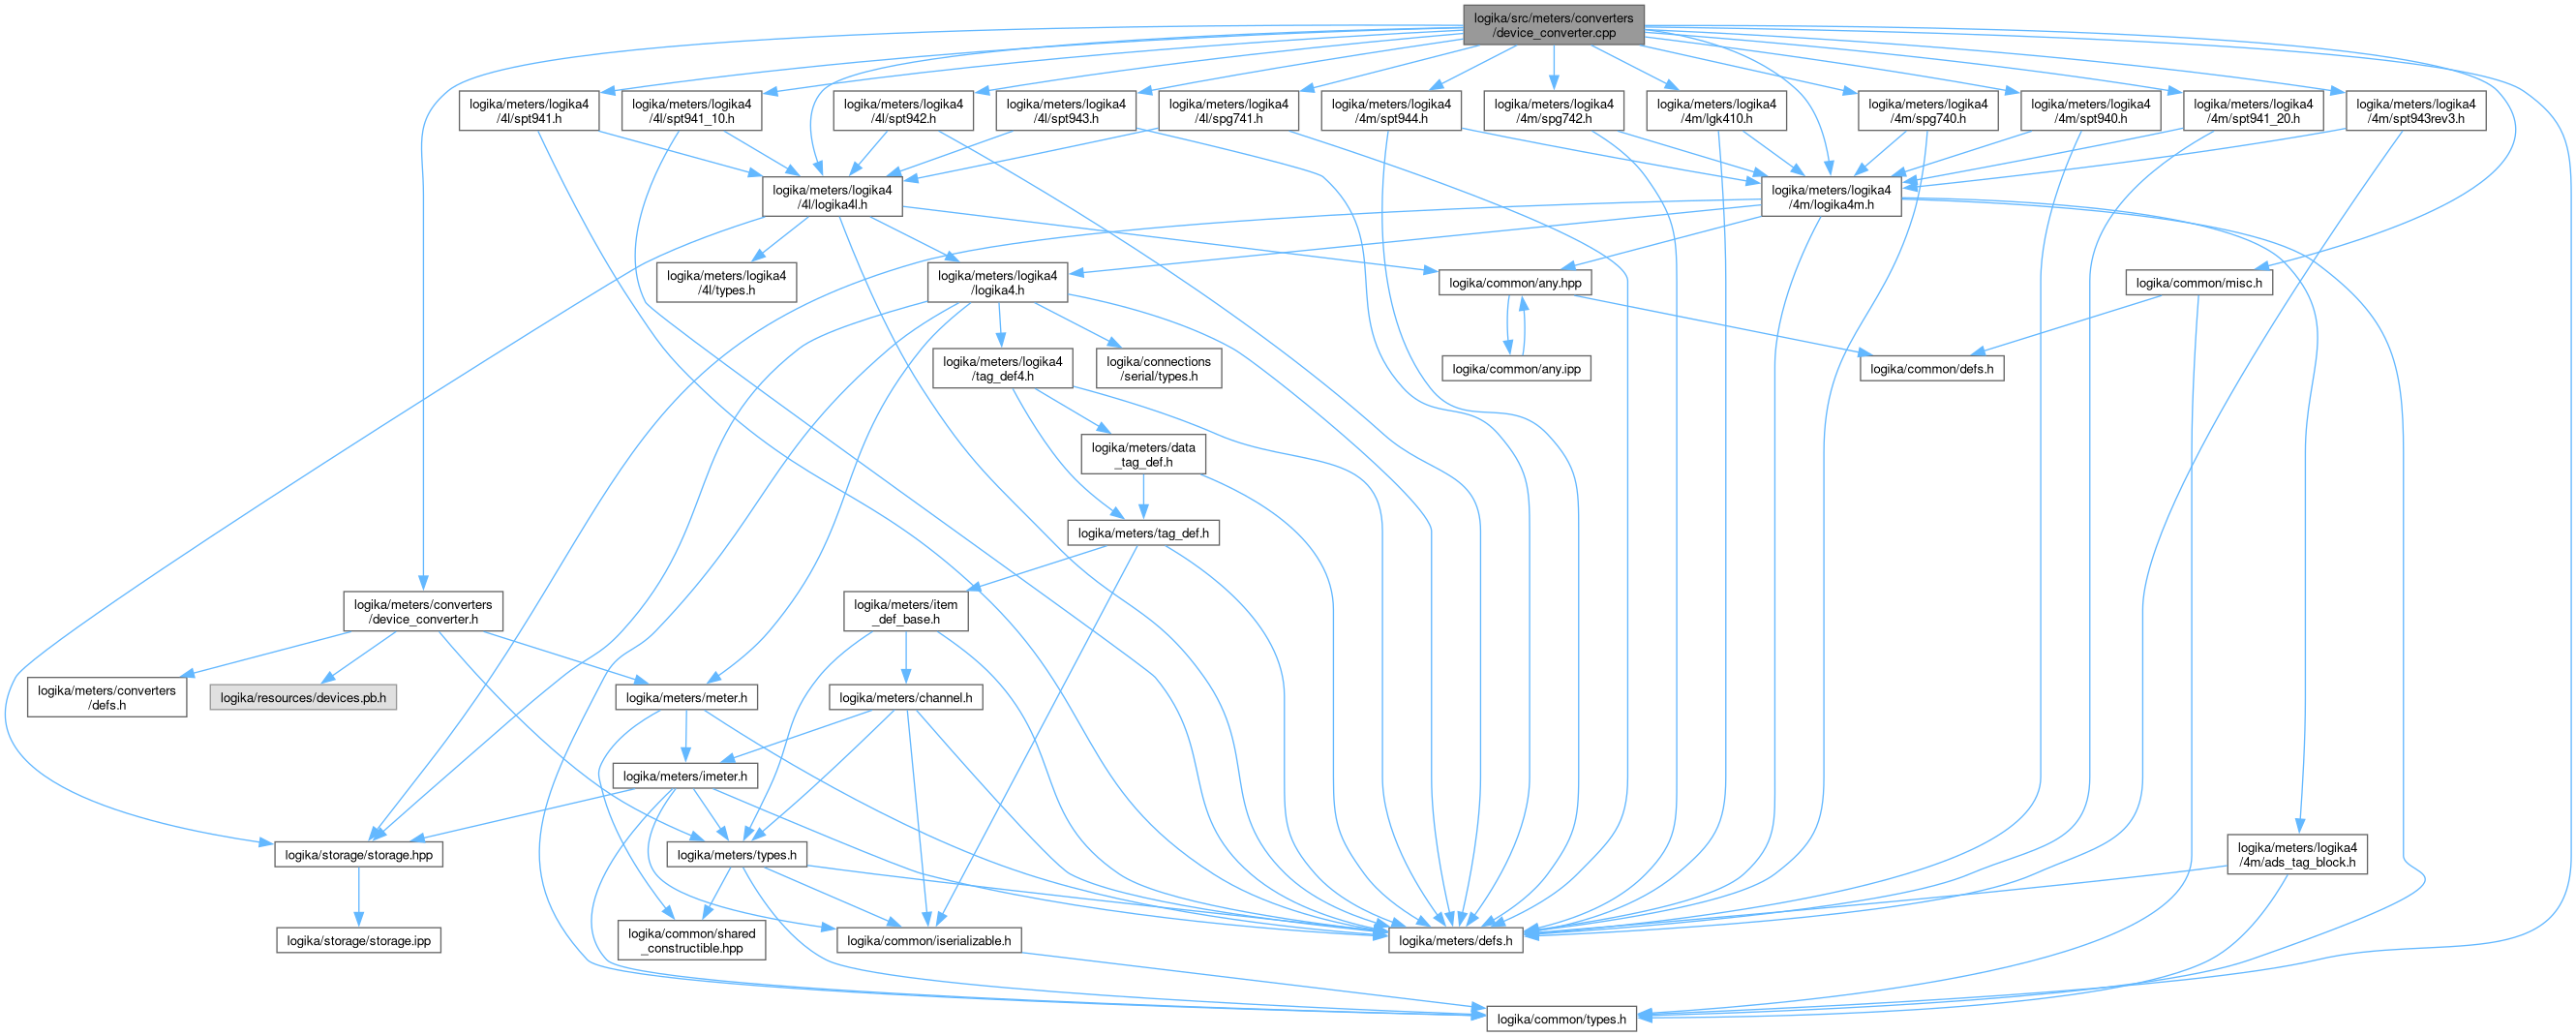 logika/src/meters/converters
/device_converter.cpp
logika/meters/logika4
/4l/spt941.h
logika/meters/logika4
/4l/spt941_10.h
logika/meters/logika4
/4l/spt942.h
logika/meters/logika4
/4l/spt943.h
logika/meters/logika4
/4l/spg741.h
logika/meters/logika4
/4m/spt944.h
logika/meters/logika4
/4m/spg742.h
logika/meters/logika4
/4m/lgk410.h
logika/meters/logika4
/4m/spg740.h
logika/meters/logika4
/4m/spt940.h
logika/meters/logika4
/4m/spt941_20.h
logika/meters/logika4
/4m/spt943rev3.h
logika/meters/logika4
/4l/logika4l.h
logika/meters/logika4
/4m/logika4m.h
logika/meters/logika4
/4l/types.h
logika/meters/logika4
/logika4.h
logika/common/any.hpp
logika/common/misc.h
logika/meters/logika4
/tag_def4.h
logika/connections
/serial/types.h
logika/common/any.ipp
logika/common/defs.h
logika/meters/data
_tag_def.h
logika/meters/tag_def.h
logika/meters/converters
/device_converter.h
logika/meters/item
_def_base.h
logika/meters/converters
/defs.h
logika/resources/devices.pb.h
logika/meters/meter.h
logika/meters/channel.h
logika/meters/imeter.h
logika/storage/storage.hpp
logika/meters/types.h
logika/meters/logika4
/4m/ads_tag_block.h
logika/storage/storage.ipp
logika/common/shared
_constructible.hpp
logika/common/iserializable.h
logika/meters/defs.h
logika/common/types.h